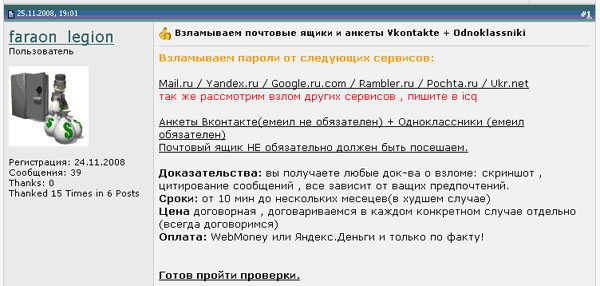 25.11.2008, 19:01
#1
faraon_legion
Пользователь
Регистрация: 24.11.2008
Сообщения: 39
Thanks: 0
Thanked 15 Times in 6 Posts
Взламываем почтовые ящики и анкеты Vkontakte + Odnoklassniki
Взламываем пароли от следующих сервисов:
Mail.ru / Yandex.ru / Google.ru.com / Rambler.ru / Pochta.ru / Ukr.net
так же рассмотрим взлом других сервисов , пишите в icq
Анкеты Вконтакте(емеил не обязателен) + Одноклассники (емеил
обязателен)
Почтовый ящик НЕ обязательно должен быть посещаем.
Доказательства: вы получаете любые док-ва о взломе: скриншот ,
цитирование сообщений , все зависит от ващих предпочтений.
Сроки: от 10 мин до нескольких месецев(в худшем случае)
Цена договорная , договариваемся в каждом конкретном случае отдельно
(всегда договоримся)
Оплата: WebMoney или Яндекс.Деньги и только по факту!
Готов пройти проверки.